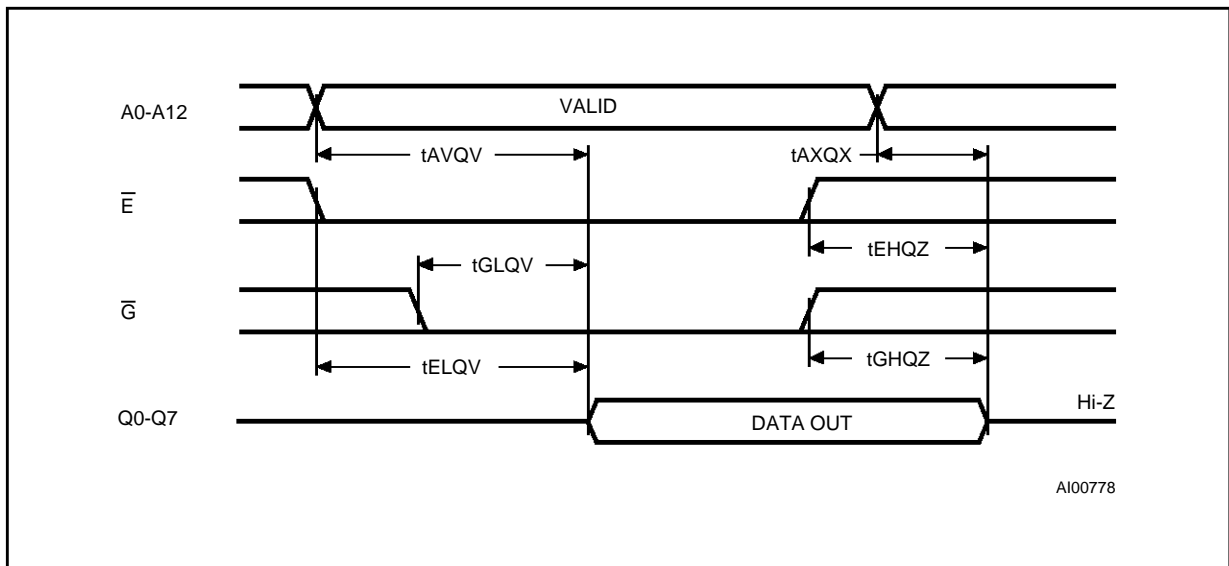 A0-A12
VALID
tAVQV
tAXQX
E
tEHQZ
tGLQV
G
tGHQZ
tELQV
Q0-Q7
DATA OUT
Hi-Z
AI00778